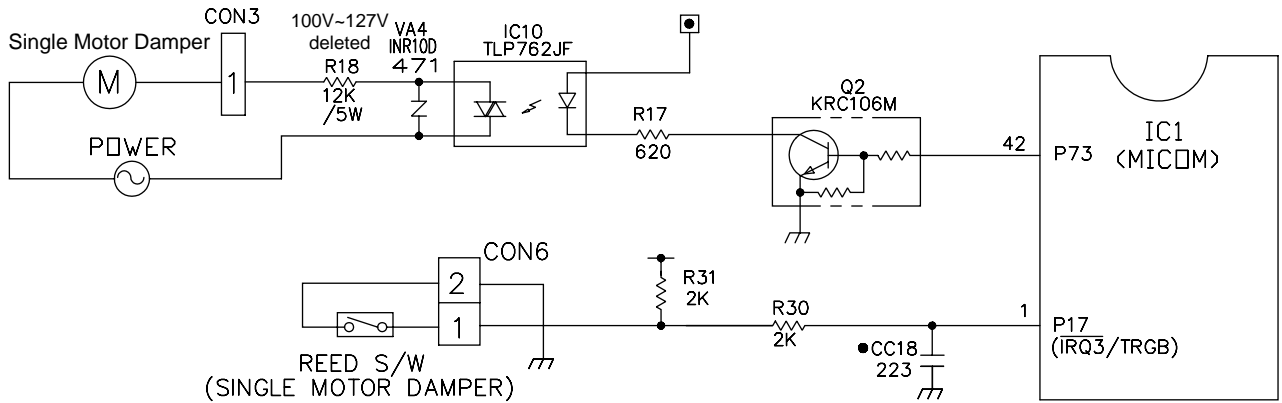 CON3
100V~127V
deleted
VA4
INR10D
471
IC10
TLP762JF
Single Motor Damper
M
1
R18
12K
/5W
POWER
R17
620
Q2
KRC106M
42
P73
IC1
(MICOM)
CON6
2
1
REED S/W
(SINGLE MOTOR DAMPER)
R31
2K
R30
2K
●CC18
223
1
P17
(IRQ3/TRGB)